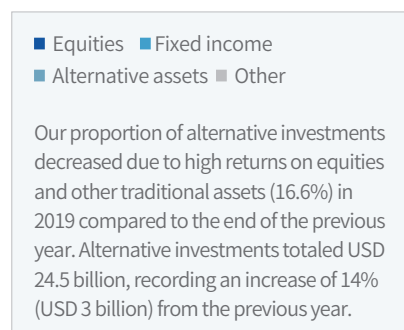 Equities Fixed income
Alternative assets Other
Our proportion of alternative investments
decreased due to high returns on equities
and other traditional assets (16.6%) in
2019 compared to the end of the previous
year. Alternative investments totaled USD
24.5 billion, recording an increase of 14%
(USD 3 billion) from the previous year.